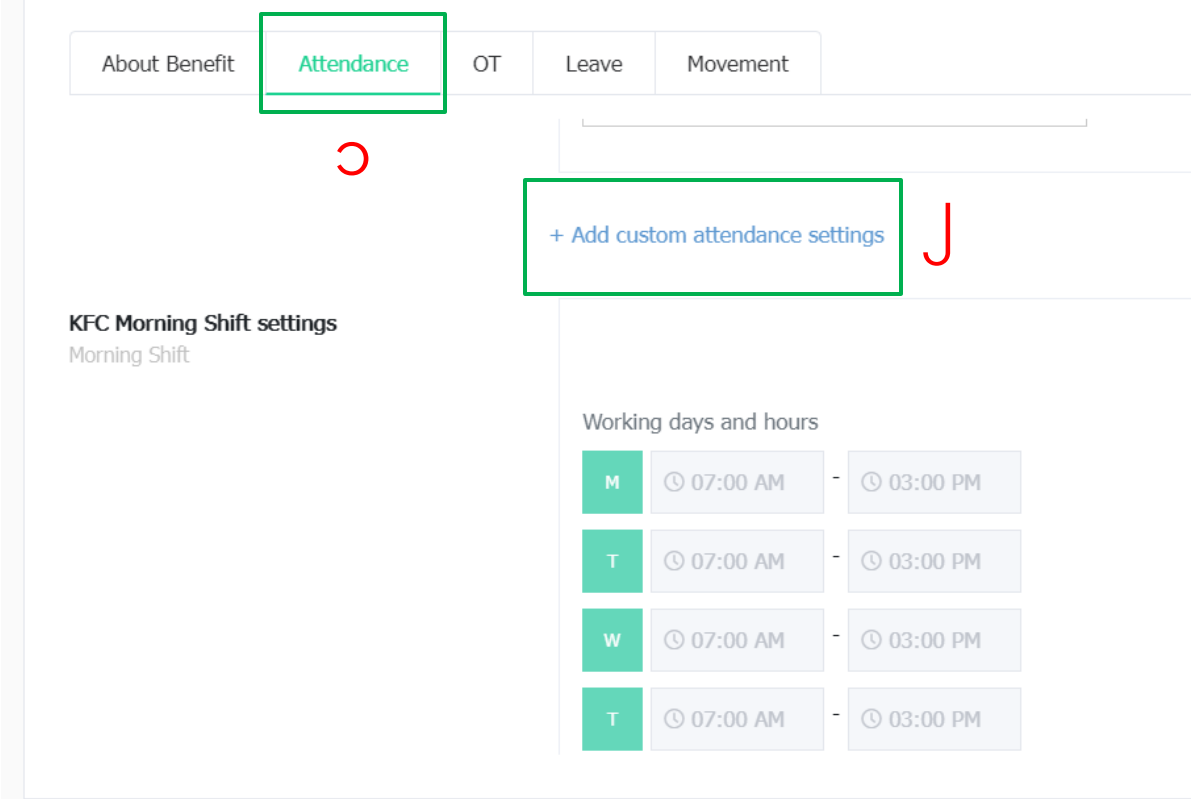 About Benefit Attendance OT Leave Movement
၁
+ Add custom attendance settings ၂
KFC Morning Shift settings
Morning Shift
Working days and hours
M 07:00 AM - 03:00 PM
T 07:00 AM - 03:00 PM
W 07:00 AM - 03:00 PM
T 07:00 AM - 03:00 PM